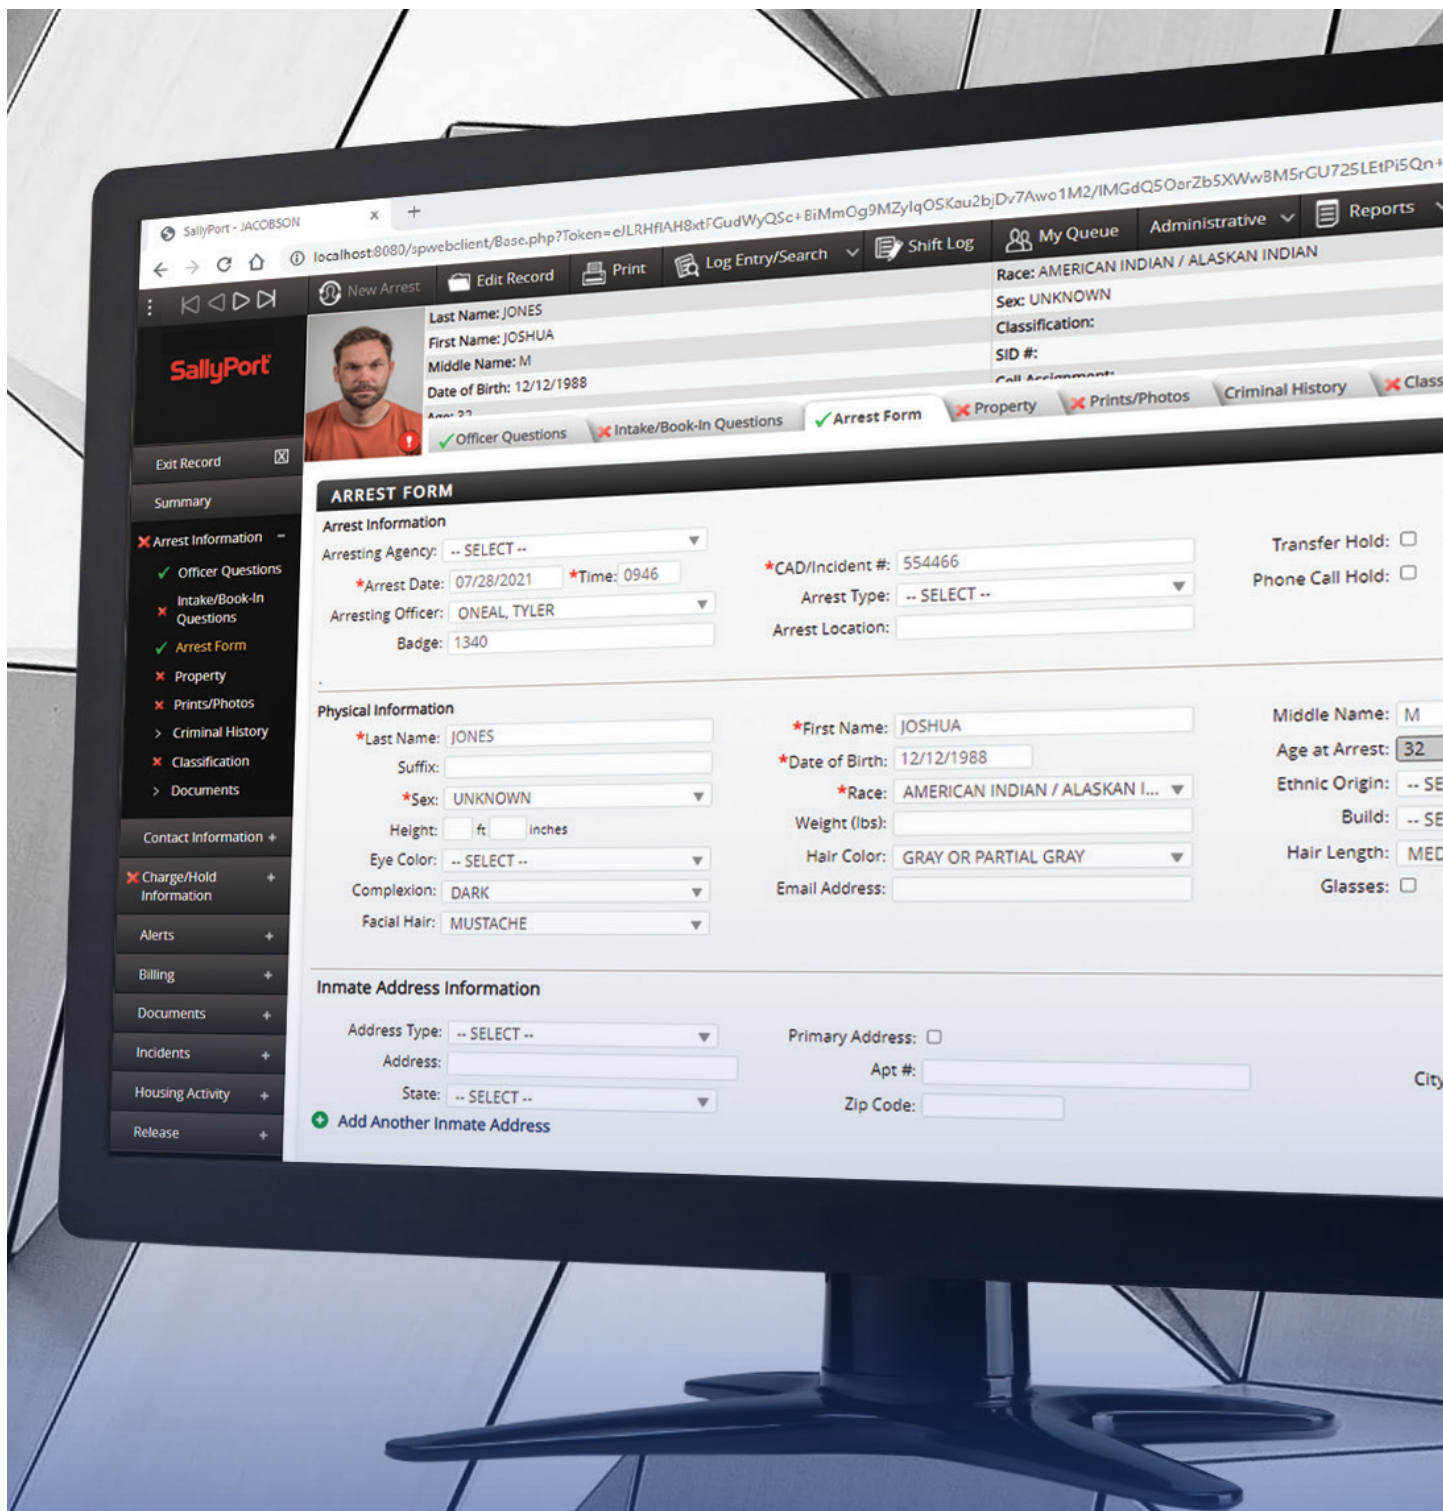 SallyPort - JACOBSON x +
localhost:8080/spwebclient/Base.php?Token=eJLRHflAH8xtFGudWyQSc+BiMmOg9MZylqOSKau2bjDv7Awo1M2/IMGdQ5OarZb5XWwBM5rGU725LEtPi5Qn+
New Arrest Edit Record Print Log Entry/Search Shift Log My Queue Administrative Reports
SallyPort
Last Name: JONES
First Name: JOSHUA
Middle Name: M
Date of Birth: 12/12/1988
Age: 32
Race: AMERICAN INDIAN / ALASKAN INDIAN
Sex: UNKNOWN
Classification:
SID #:
Cell Assignment:
Officer Questions Intake/Book-In Questions Arrest Form Property Prints/Photos Criminal History Class
Exit Record
Summary
Arrest Information -
Officer Questions
Intake/Book-In
Questions
Arrest Form
Property
Prints/Photos
> Criminal History
Classification
> Documents
Contact Information +
Charge/Hold +
Information
Alerts +
Billing +
Documents +
Incidents +
Housing Activity +
Release +
ARREST FORM
Arrest Information
Arresting Agency: -- SELECT --
*Arrest Date: 07/28/2021 *Time: 0946 *CAD/Incident #: 554466 Transfer Hold:
Arresting Officer: ONEAL, TYLER Arrest Type: -- SELECT -- Phone Call Hold:
Badge: 1340 Arrest Location:
.
Physical Information
*Last Name: JONES *First Name: JOSHUA Middle Name: M
Suffix: *Date of Birth: 12/12/1988 Age at Arrest: 32
*Sex: UNKNOWN *Race: AMERICAN INDIAN / ALASKAN I... Ethnic Origin: -- SE
Height: ft inches Weight (lbs): Build: -- SE
Eye Color: -- SELECT -- Hair Color: GRAY OR PARTIAL GRAY Hair Length: MED
Complexion: DARK Email Address: Glasses:
Facial Hair: MUSTACHE
Inmate Address Information
Address Type: -- SELECT -- Primary Address:
Address: Apt #: City
State: -- SELECT -- Zip Code:
Add Another Inmate Address